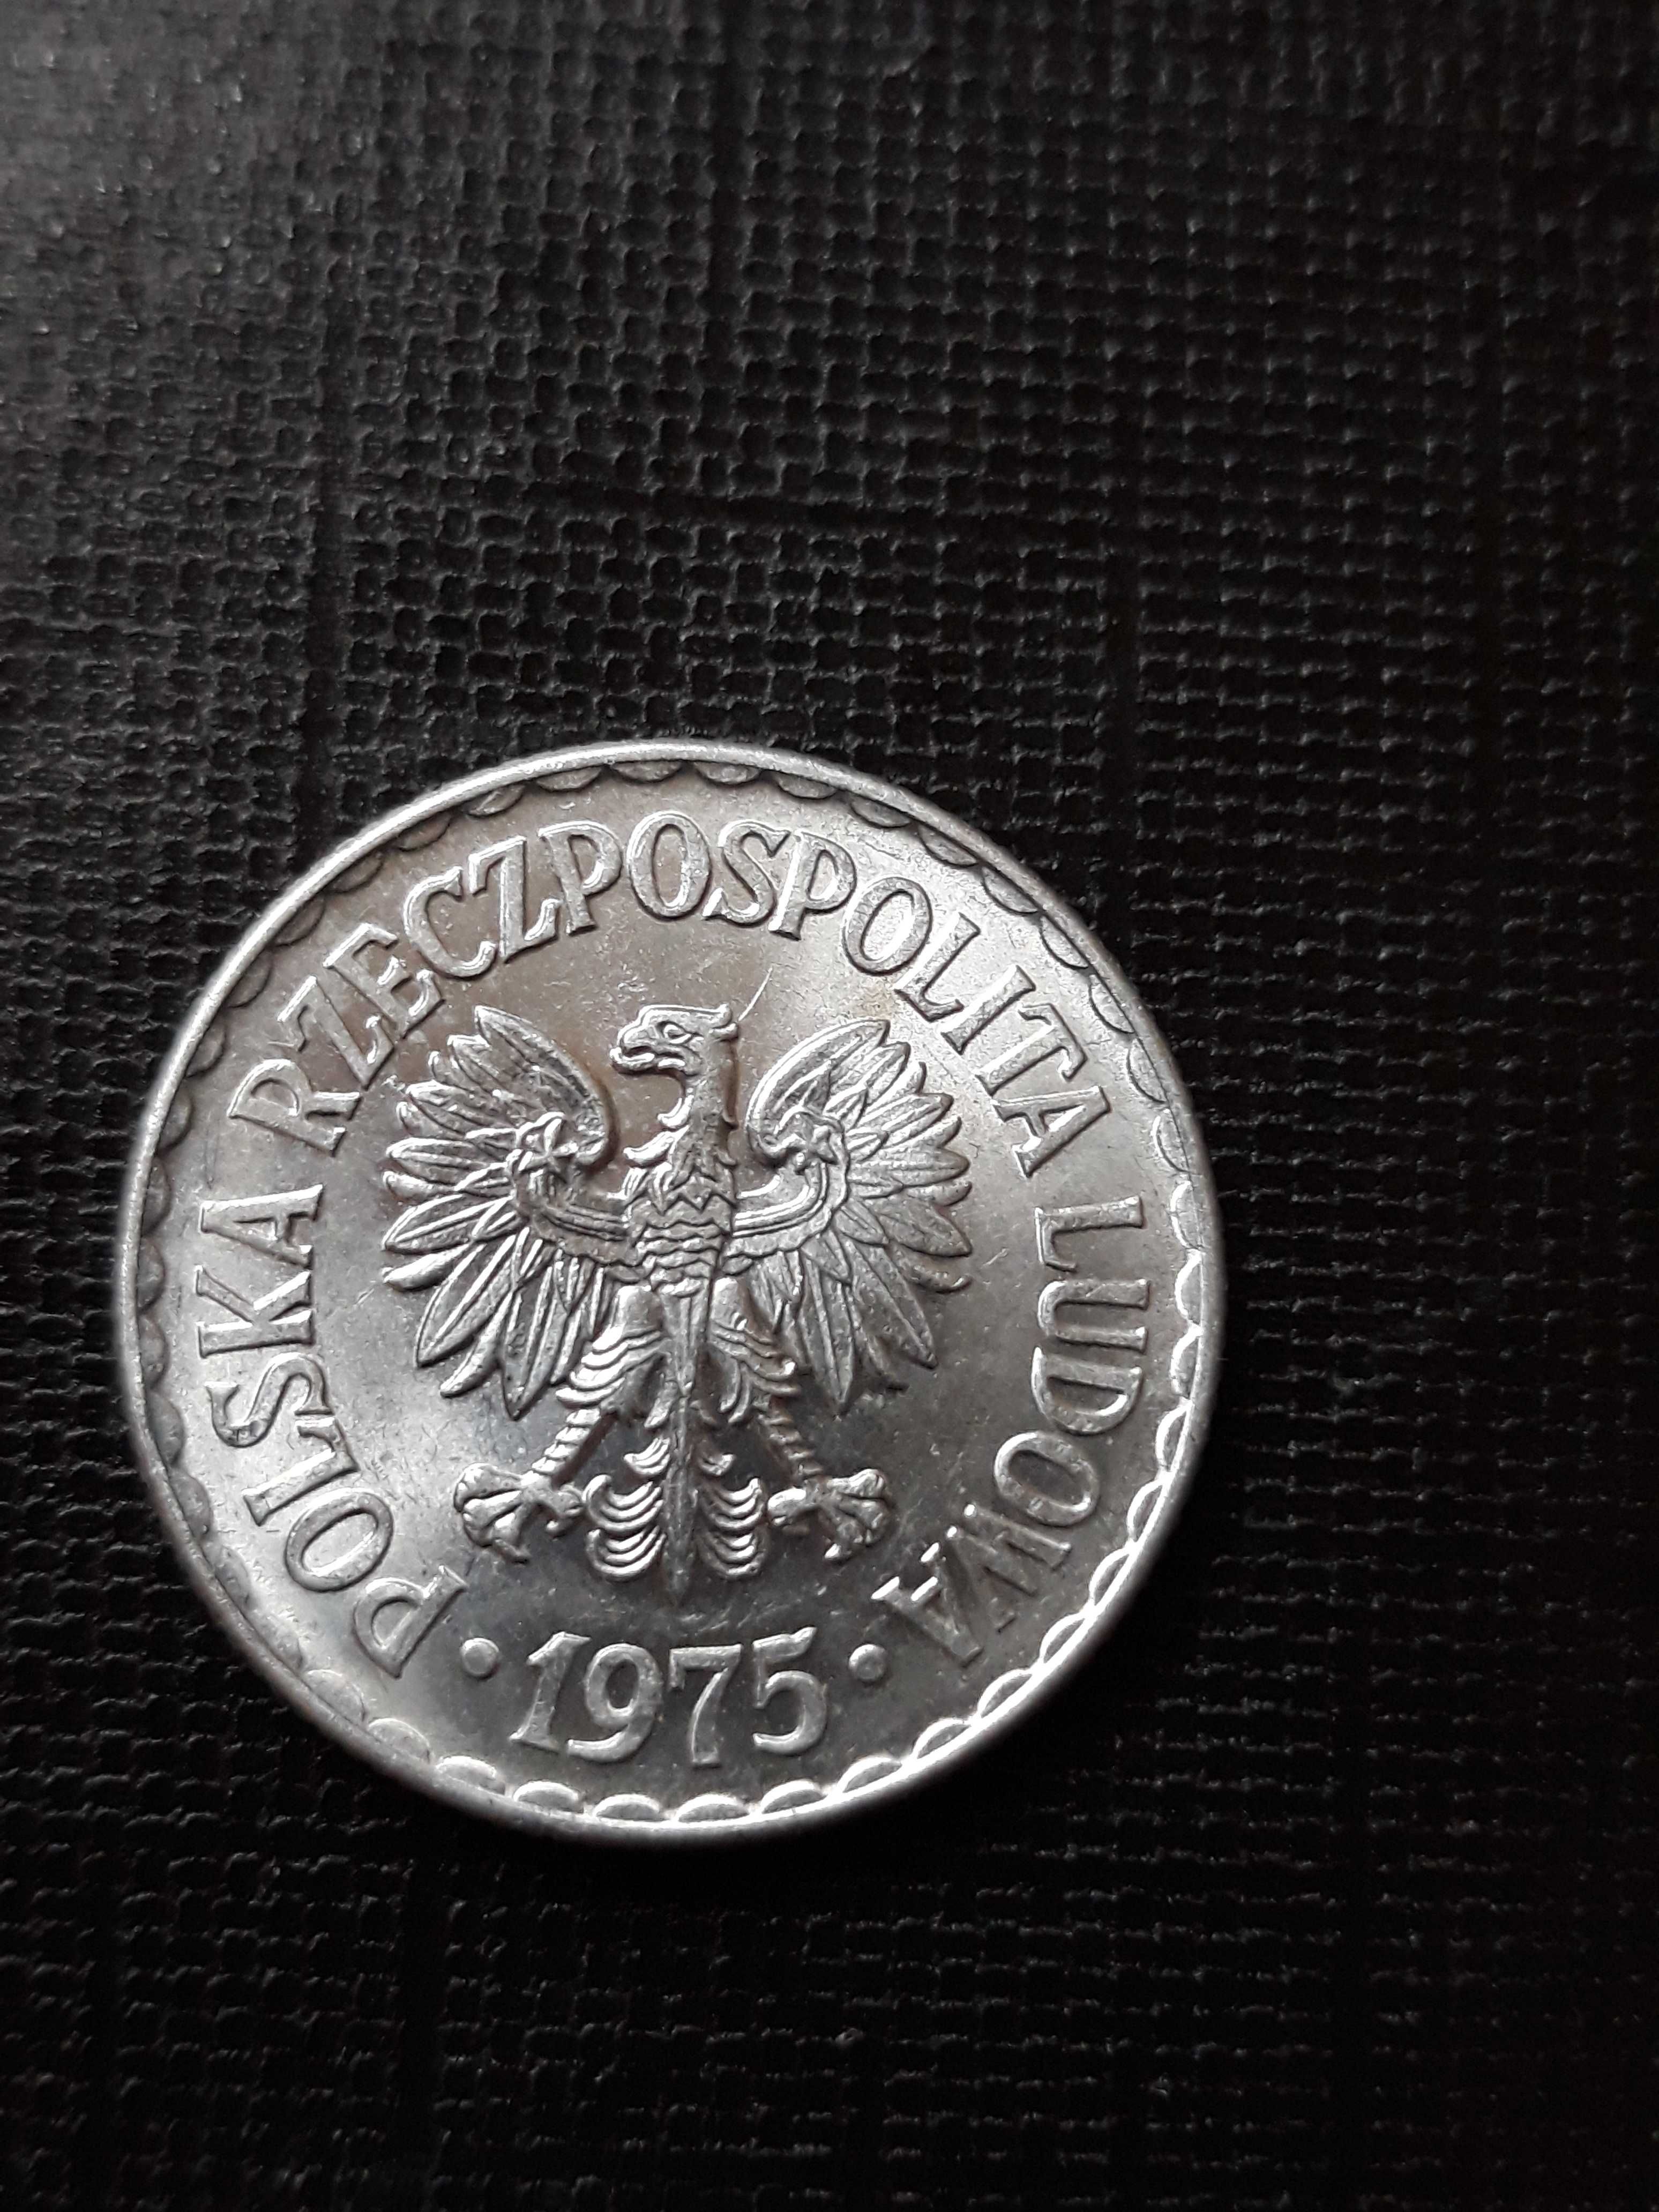 POLSKA RZECZPOSPOLITA LUDOWA
• 1975 •